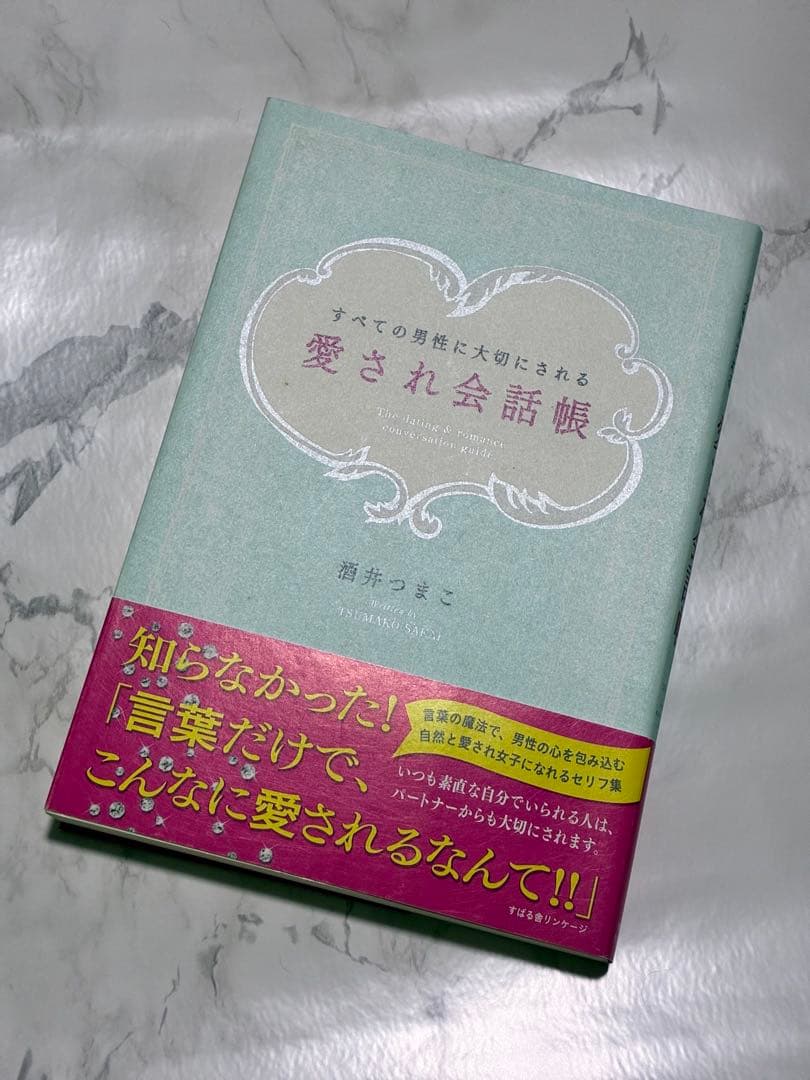 すべての男性に大切にされる
愛され会話帳
The dating & romance
conversation guide
酒井つまこ
Written by
TSUMAKO SAKAI
知らなかった!
「言葉だけで、
こんなに愛されるなんて!!」
言葉の魔法で、男性の心を包み込む
自然と愛され女子になれるセリフ集
いつも素直な自分でいられる人は、
パートナーからも大切にされます。
すばる舎リンケージ